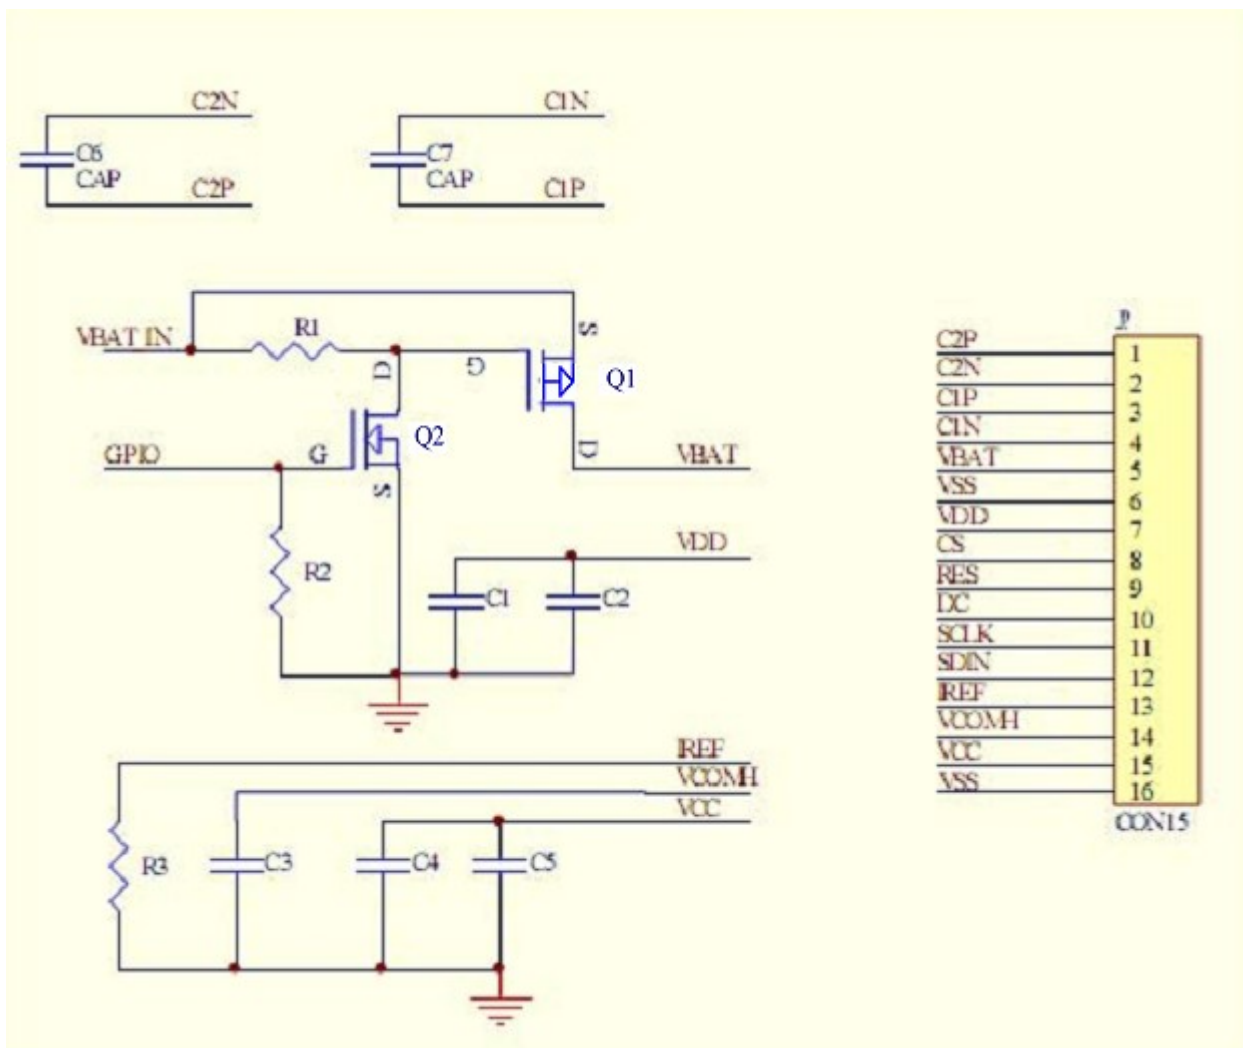 C2N
C6
CAP
C2P
C1N
C7
CAP
C1P
VBAT IN
R1
S
D
G
Q1
D
VBAT
GPIO
G
Q2
S
R2
VDD
C1
C2
IREF
VCOMH
VCC
R3
C3
C4
C5
JP
C2P 1
C2N 2
C1P 3
C1N 4
VBAT 5
VSS 6
VDD 7
CS 8
RES 9
DC 10
SCLK 11
SDIN 12
IREF 13
VCOMH 14
VCC 15
VSS 16
CON15